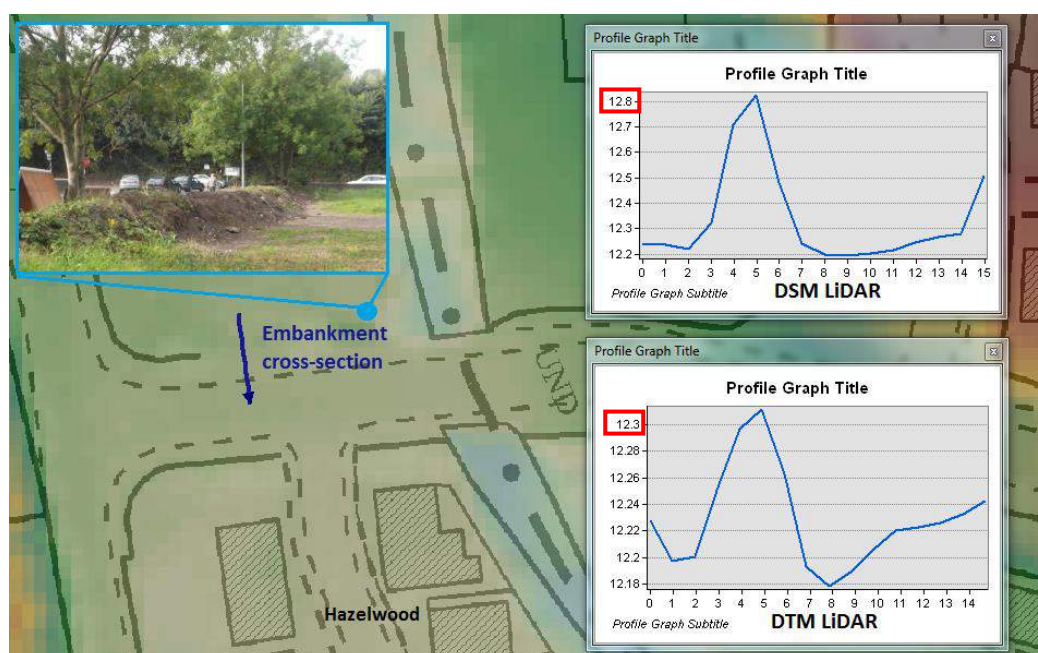 Profile Graph Title
x
Profile Graph Title
12.8
12.7
12.6
12.5
12.4
12.3
12.2
0 1 2 3 4 5 6 7 8 9 10 11 12 13 14 15
Profile Graph Subtitle
DSM LiDAR
Embankment
cross-section
UND
Profile Graph Title
x
Profile Graph Title
12.3
12.28
12.26
12.24
12.22
12.2
12.18
0 1 2 3 4 5 6 7 8 9 10 11 12 13 14
Profile Graph Subtitle
DTM LiDAR
Hazelwood